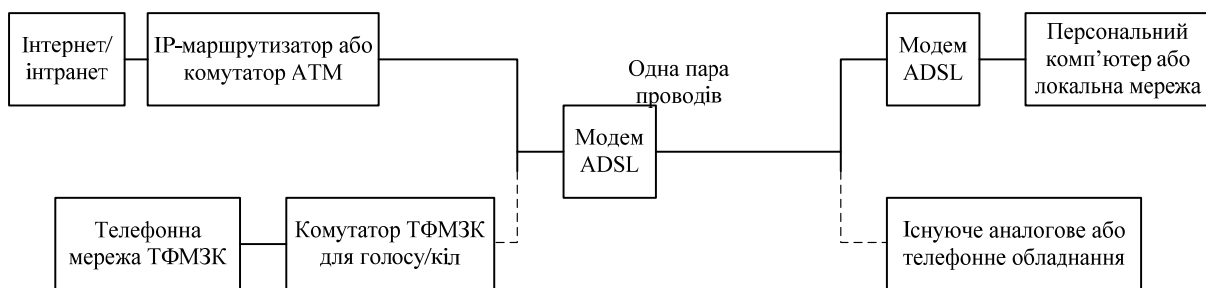 Інтернет/
інтранет
ІР-маршрутизатор або
комутатор АТМ
Модем
ADSL
Персональний
комп’ютер або
локальна мережа
Одна пара
проводів
Модем
ADSL
Телефонна
мережа ТФМЗК
Комутатор ТФМЗК
для голосу/кіл
Існуюче аналогове або
телефонне обладнання